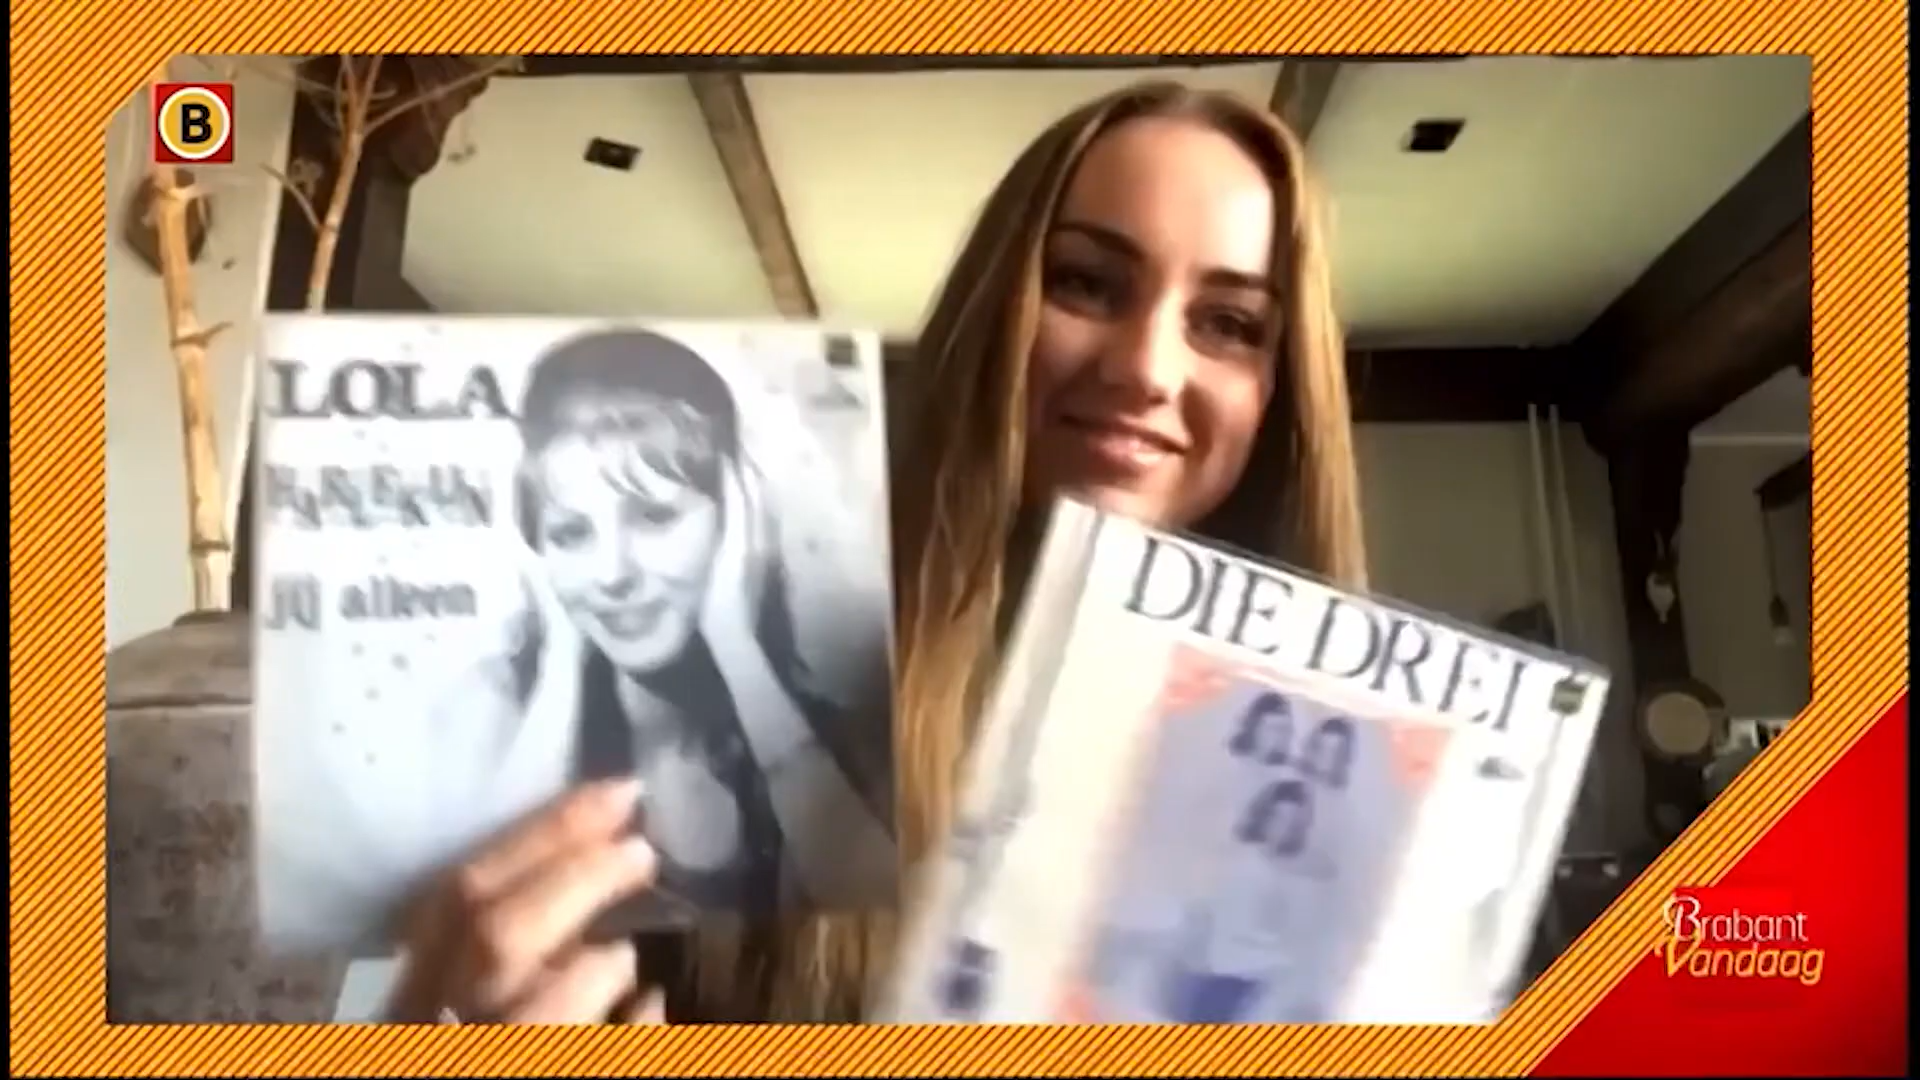 B
LOLA
jij alleen
DIE DREI
Brabant
Vandaag